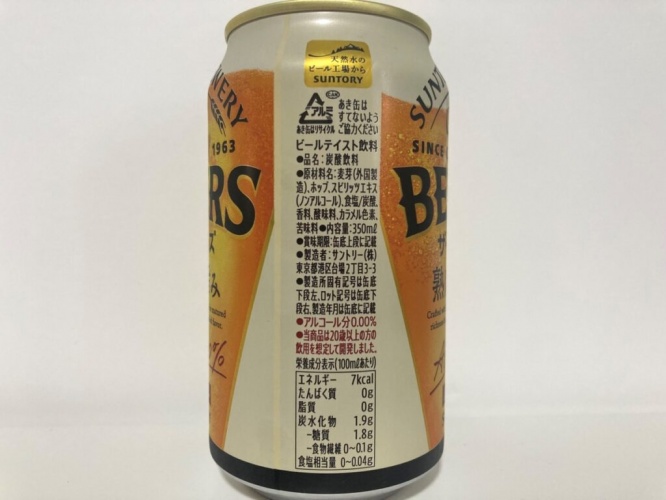 天然水の
ビール工場から
SUNTORY
アルミ
あき缶はリサイクル
あき缶は
すてないよう
ご協力ください
ビールテイスト飲料
●品名:炭酸飲料
●原材料名:麦芽(外国製
造)、ホップ、スピリッツエキス
(ノンアルコール)、食塩/炭酸、
香料、酸味料、カラメル色素、
苦味料●内容量:350mℓ
●賞味期限:缶底上段に記載
●製造者:サントリー(株)
東京都港区台場2丁目3-3
●製造所固有記号は缶底
下段左、ロット記号は缶底下
段右、製造年月は缶底に記載
●アルコール分0.00%
●当商品は20歳以上の方の
飲用を想定して開発しました。
栄養成分表示(100mℓあたり)
エネルギー 7kcal
たんぱく質 0g
脂質 0g
炭水化物 1.9g
-糖質 1.8g
-食物繊維 0~0.1g
食塩相当量 0~0.04g
WERY
1963
RS
ズ
み
SUNT
SINCE
BE
熟